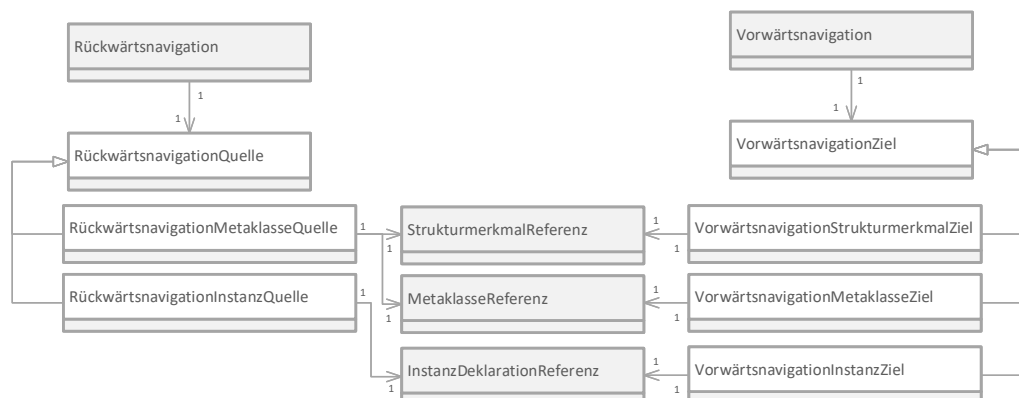 Rückwärtsnavigation
Vorwärtsnavigation
1
1
1
1
RückwärtsnavigationQuelle
VorwärtsnavigationZiel
RückwärtsnavigationMetaklasseQuelle
1
1
StrukturmerkmalReferenz
1
1
VorwärtsnavigationStrukturmerkmalZiel
RückwärtsnavigationInstanzQuelle
1
1
MetaklasseReferenz
1
1
VorwärtsnavigationMetaklasseZiel
1
InstanzDeklarationReferenz
1
1
VorwärtsnavigationInstanzZiel